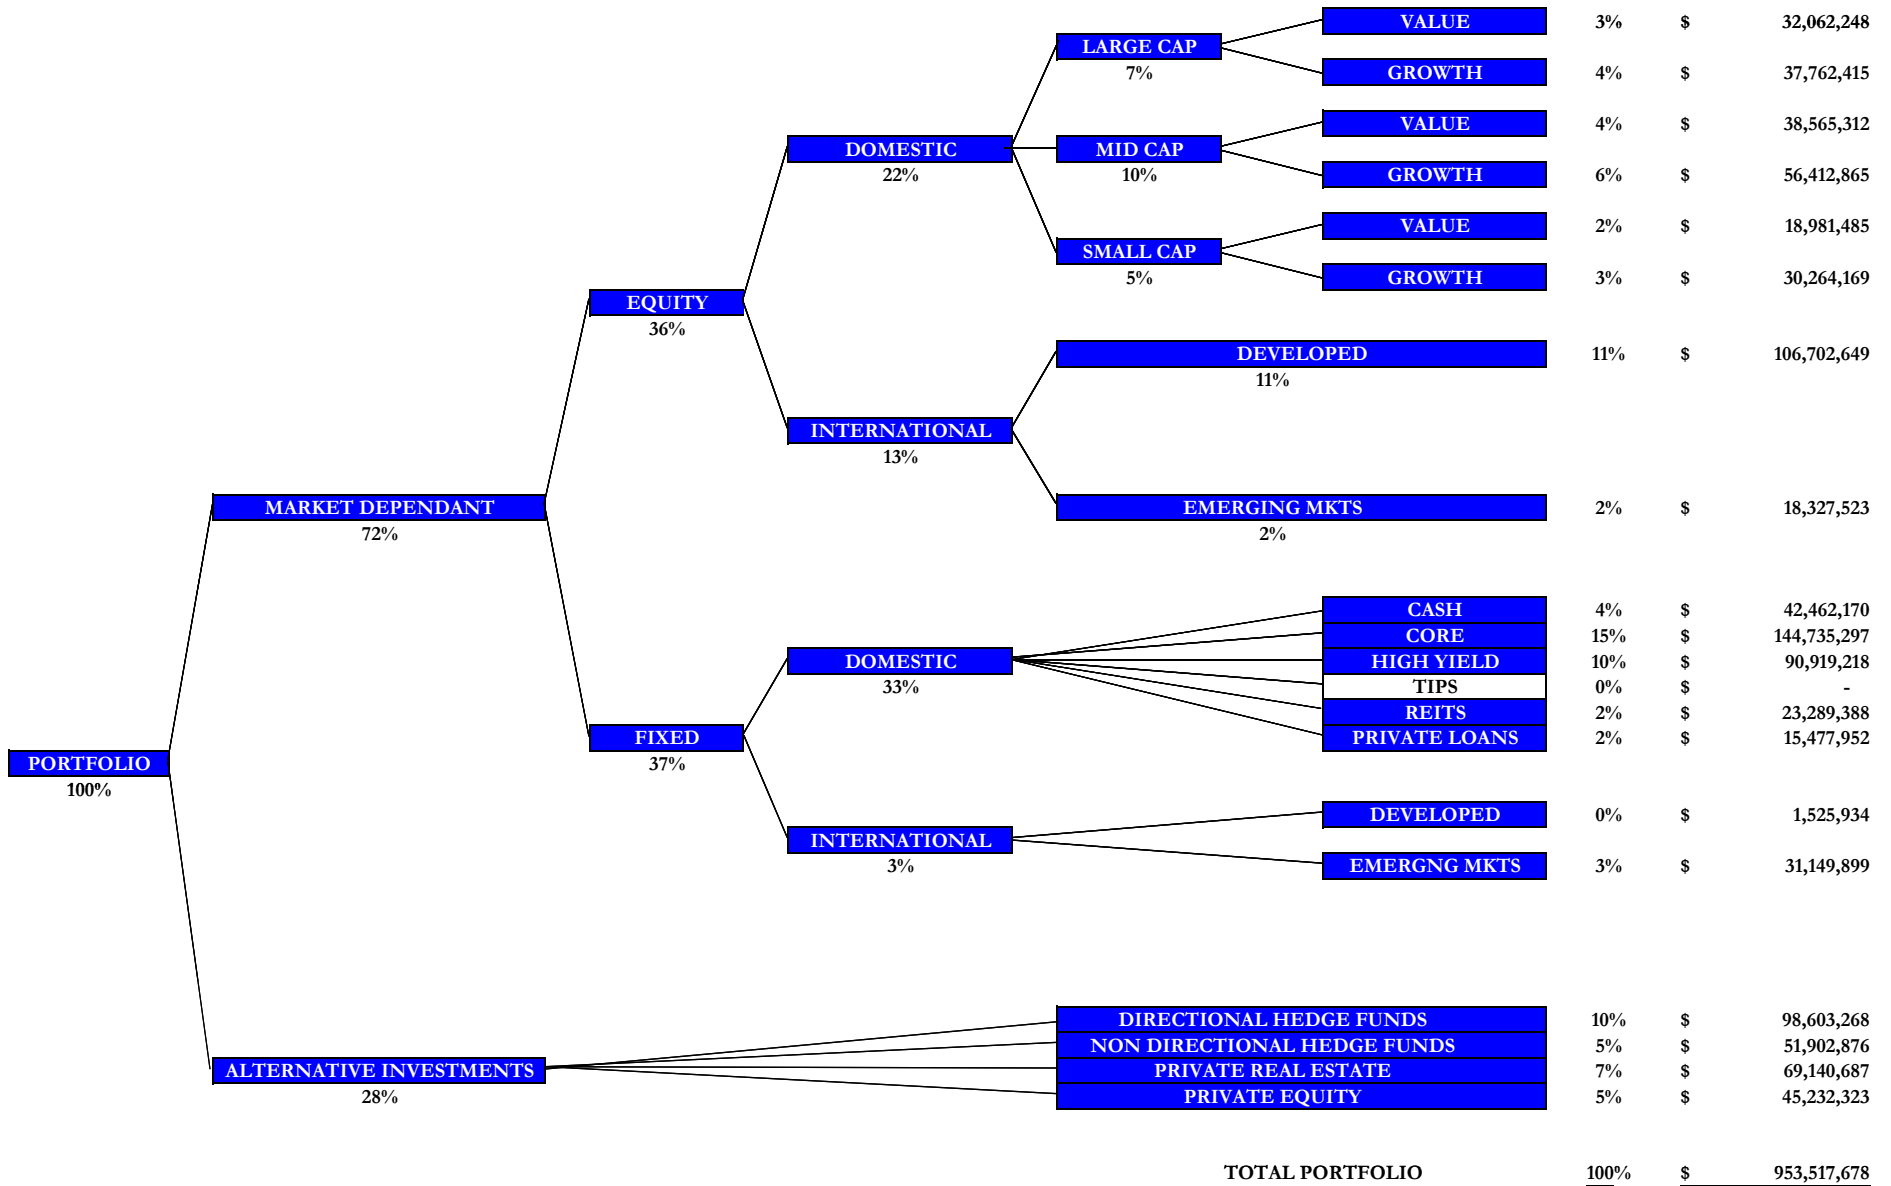 VALUE 3% $ 32,062,248
LARGE CAP
7%
GROWTH 4% $ 37,762,415
VALUE 4% $ 38,565,312
DOMESTIC MID CAP
22% 10%
GROWTH 6% $ 56,412,865
VALUE 2% $ 18,981,485
SMALL CAP
5%
GROWTH 3% $ 30,264,169
EQUITY
36%
DEVELOPED 11% $ 106,702,649
11%
INTERNATIONAL
13%
MARKET DEPENDANT EMERGING MKTS 2% $ 18,327,523
72% 2%
CASH 4% $ 42,462,170
CORE 15% $ 144,735,297
DOMESTIC HIGH YIELD 10% $ 90,919,218
33% TIPS 0% $ -
REITS 2% $ 23,289,388
FIXED PRIVATE LOANS 2% $ 15,477,952
37%
PORTFOLIO
100%
DEVELOPED 0% $ 1,525,934
INTERNATIONAL
3% EMERGNG MKTS 3% $ 31,149,899
DIRECTIONAL HEDGE FUNDS 10% $ 98,603,268
NON DIRECTIONAL HEDGE FUNDS 5% $ 51,902,876
ALTERNATIVE INVESTMENTS PRIVATE REAL ESTATE 7% $ 69,140,687
28% PRIVATE EQUITY 5% $ 45,232,323
TOTAL PORTFOLIO 100% $ 953,517,678